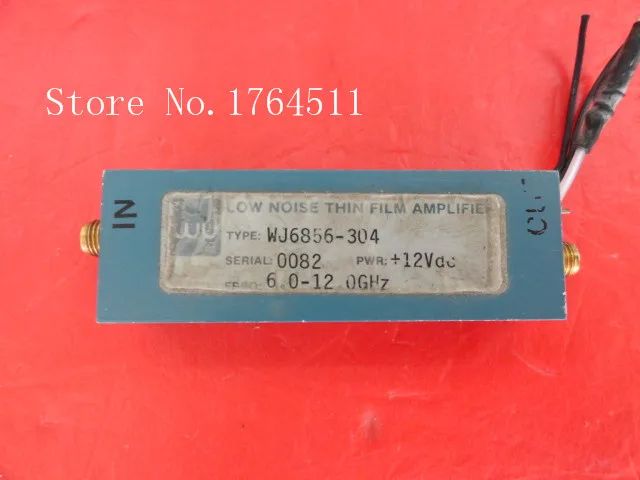 Store No.1764511
IN
LOW NOISE THIN FILM AMPLIFIE
TYPE: WJ6856-304
SERIAL: 0082 PWR: +12Vdc
FREQ: 6.0-12.0GHz